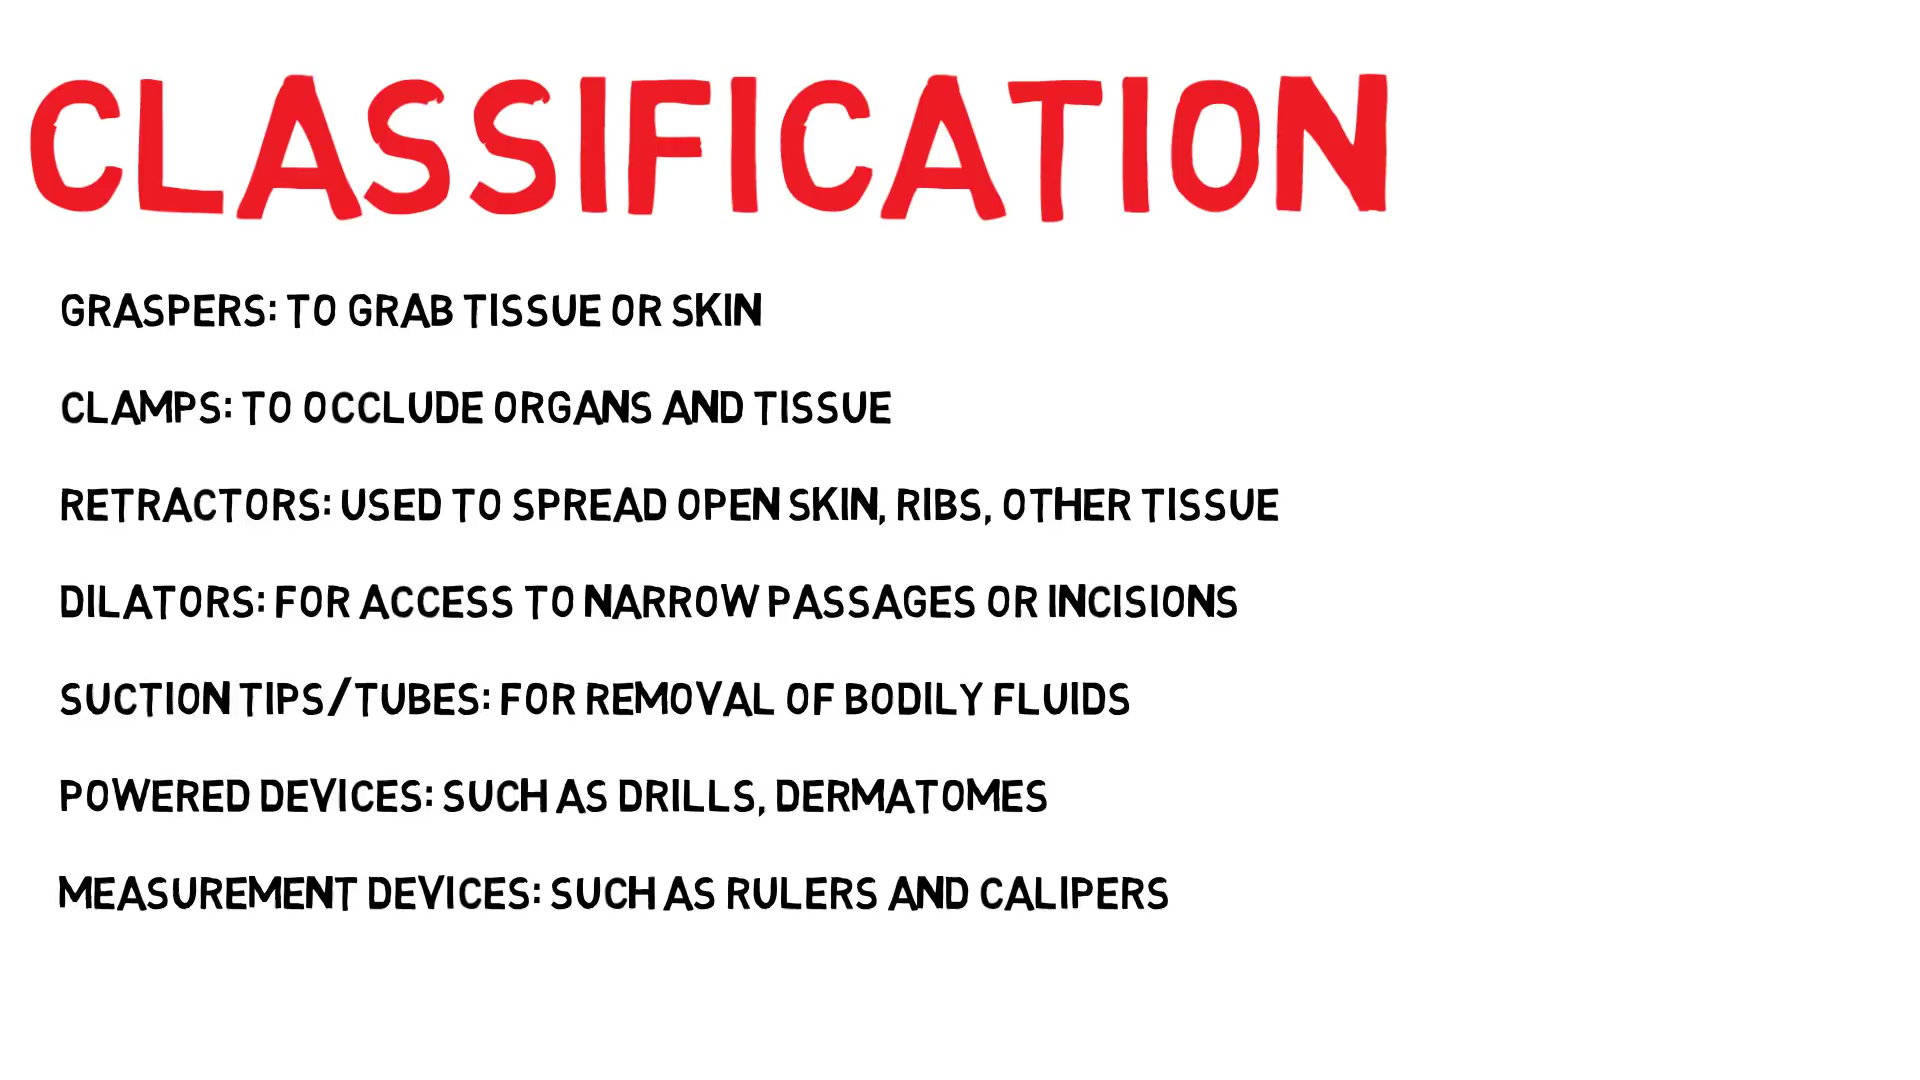 CLASSIFICATION
GRASPERS: TO GRAB TISSUE OR SKIN
CLAMPS: TO OCCLUDE ORGANS AND TISSUE
RETRACTORS: USED TO SPREAD OPEN SKIN, RIBS, OTHER TISSUE
DILATORS: FOR ACCESS TO NARROW PASSAGES OR INCISIONS
SUCTION TIPS/TUBES: FOR REMOVAL OF BODILY FLUIDS
POWERED DEVICES: SUCH AS DRILLS, DERMATOMES
MEASUREMENT DEVICES: SUCH AS RULERS AND CALIPERS